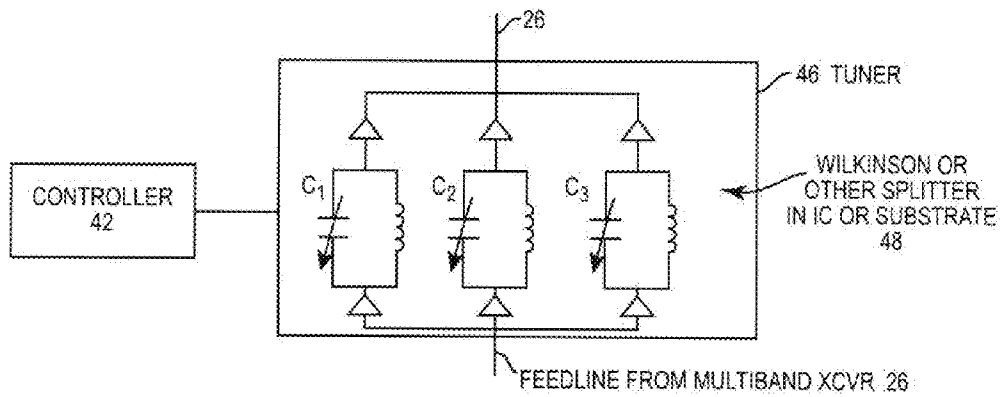 26
46 TUNER
CONTROLLER
42
C1
C2
C3
WILKINSON OR
OTHER SPLITTER
IN IC OR SUBSTRATE
48
FEEDLINE FROM MULTIBAND XCVR 26